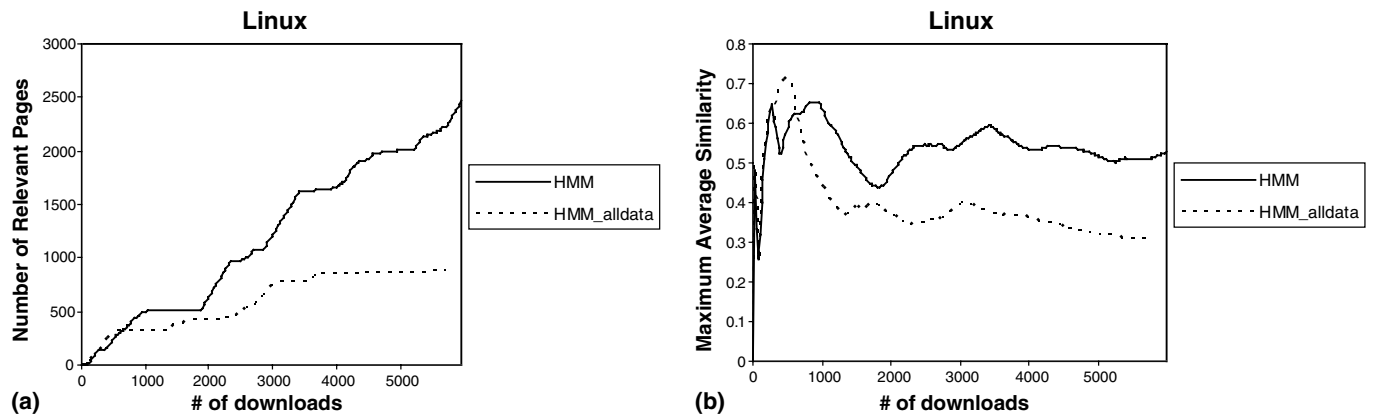 Linux
Number of Relevant Pages
3000
2500
2000
1500
1000
500
0
0 1000 2000 3000 4000 5000
# of downloads
HMM
HMM_alldata
(a)
Linux
Maximum Average Similarity
0.8
0.7
0.6
0.5
0.4
0.3
0.2
0.1
0
0 1000 2000 3000 4000 5000
# of downloads
HMM
HMM_alldata
(b)